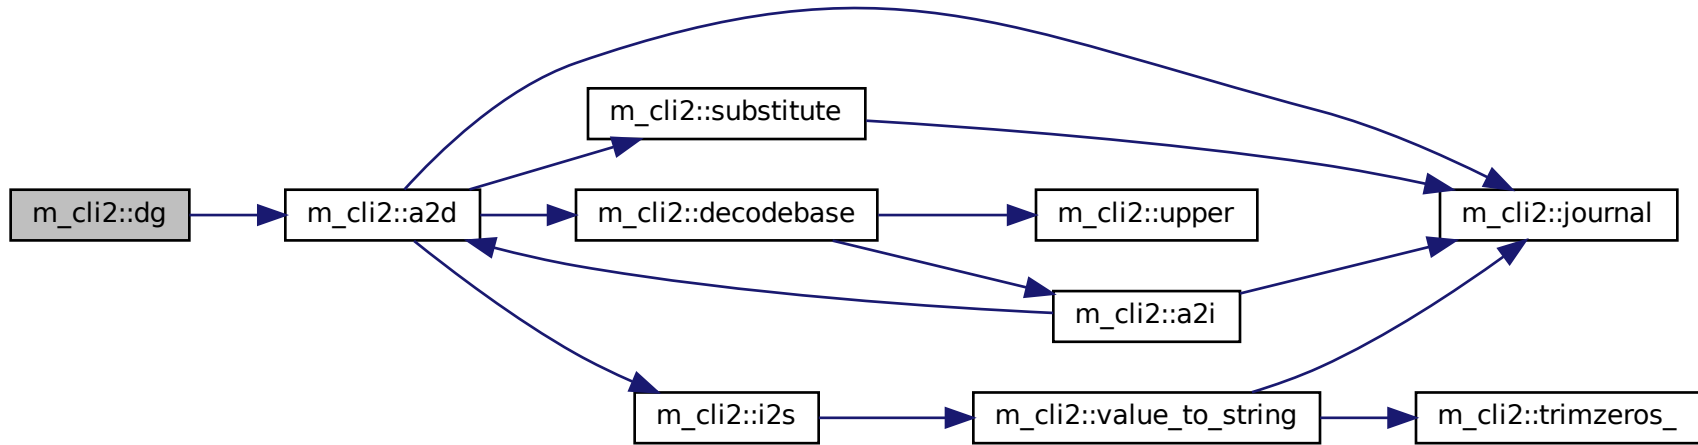 m_cli2::substitute
m_cli2::dg
m_cli2::a2d
m_cli2::decodebase
m_cli2::upper
m_cli2::journal
m_cli2::a2i
m_cli2::i2s
m_cli2::value_to_string
m_cli2::trimzeros_